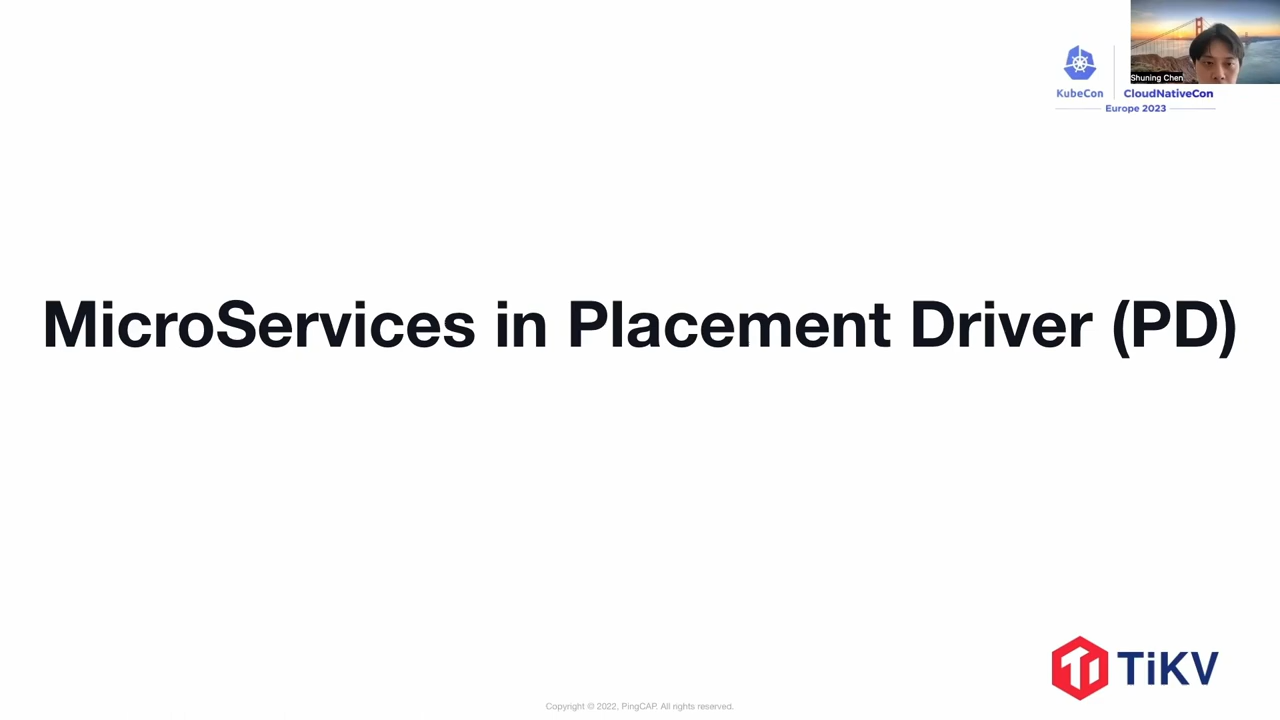 Shuning Chen
KubeCon
CloudNativeCon
Europe 2023
MicroServices in Placement Driver (PD)
TiKV
Copyright © 2022, PingCAP. All rights reserved.